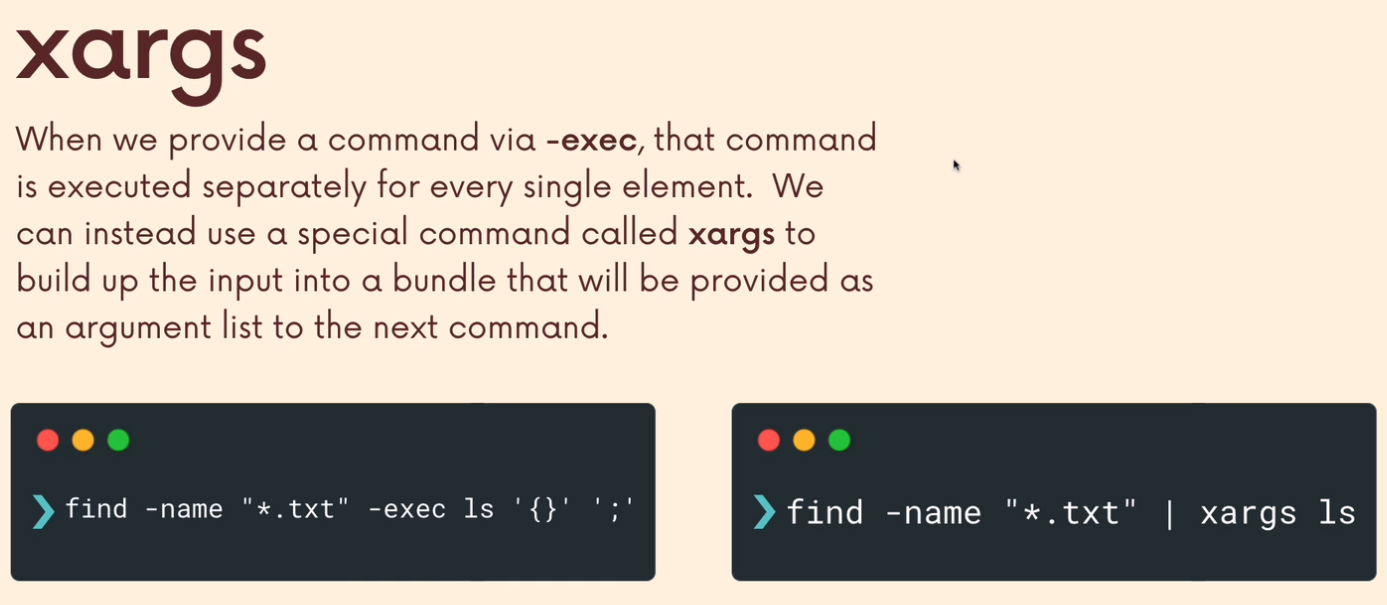 xargs
When we provide a command via -exec, that command
is executed separately for every single element.  We
can instead use a special command called xargs to
build up the input into a bundle that will be provided as
an argument list to the next command.
❯ find -name "*.txt" -exec ls '{}' ';'
❯ find -name "*.txt" | xargs ls